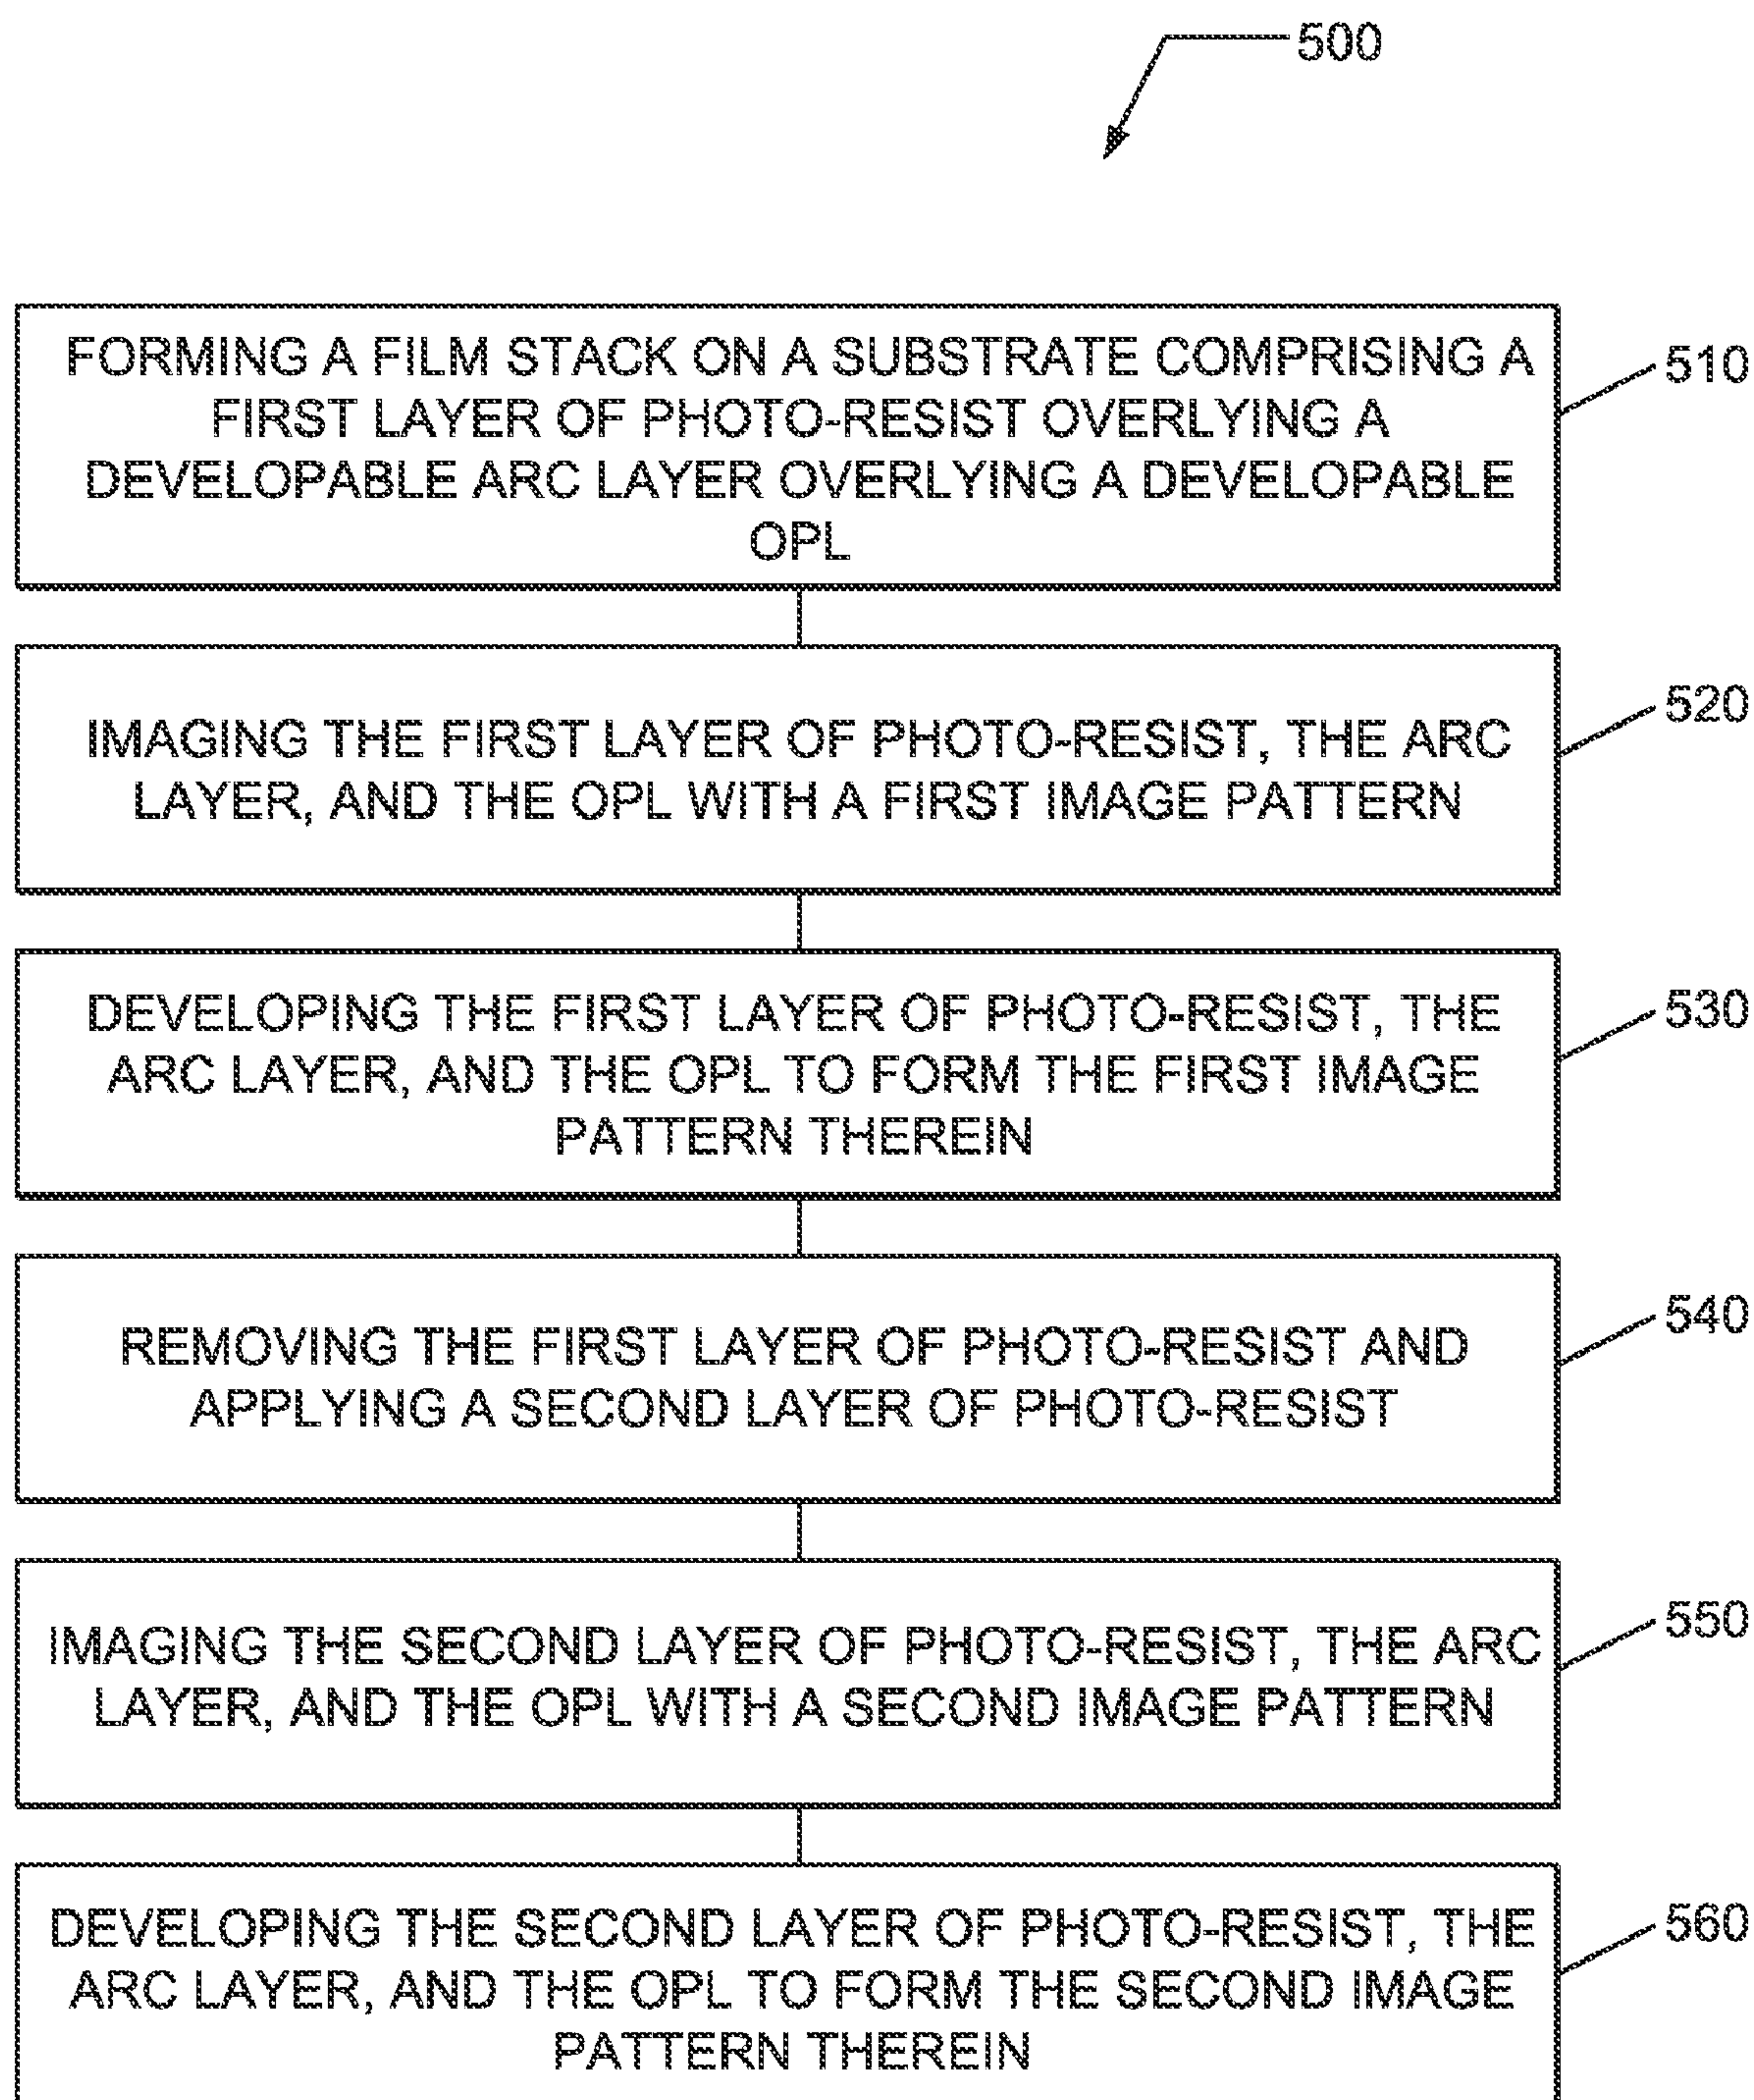 500
FORMING A FILM STACK ON A SUBSTRATE COMPRISING A
FIRST LAYER OF PHOTO-RESIST OVERLYING A
DEVELOPABLE ARC LAYER OVERLYING A DEVELOPABLE
OPL
510
IMAGING THE FIRST LAYER OF PHOTO-RESIST, THE ARC
LAYER, AND THE OPL WITH A FIRST IMAGE PATTERN
520
DEVELOPING THE FIRST LAYER OF PHOTO-RESIST, THE
ARC LAYER, AND THE OPL TO FORM THE FIRST IMAGE
PATTERN THEREIN
530
REMOVING THE FIRST LAYER OF PHOTO-RESIST AND
APPLYING A SECOND LAYER OF PHOTO-RESIST
540
IMAGING THE SECOND LAYER OF PHOTO-RESIST, THE ARC
LAYER, AND THE OPL WITH A SECOND IMAGE PATTERN
550
DEVELOPING THE SECOND LAYER OF PHOTO-RESIST, THE
ARC LAYER, AND THE OPL TO FORM THE SECOND IMAGE
PATTERN THEREIN
560